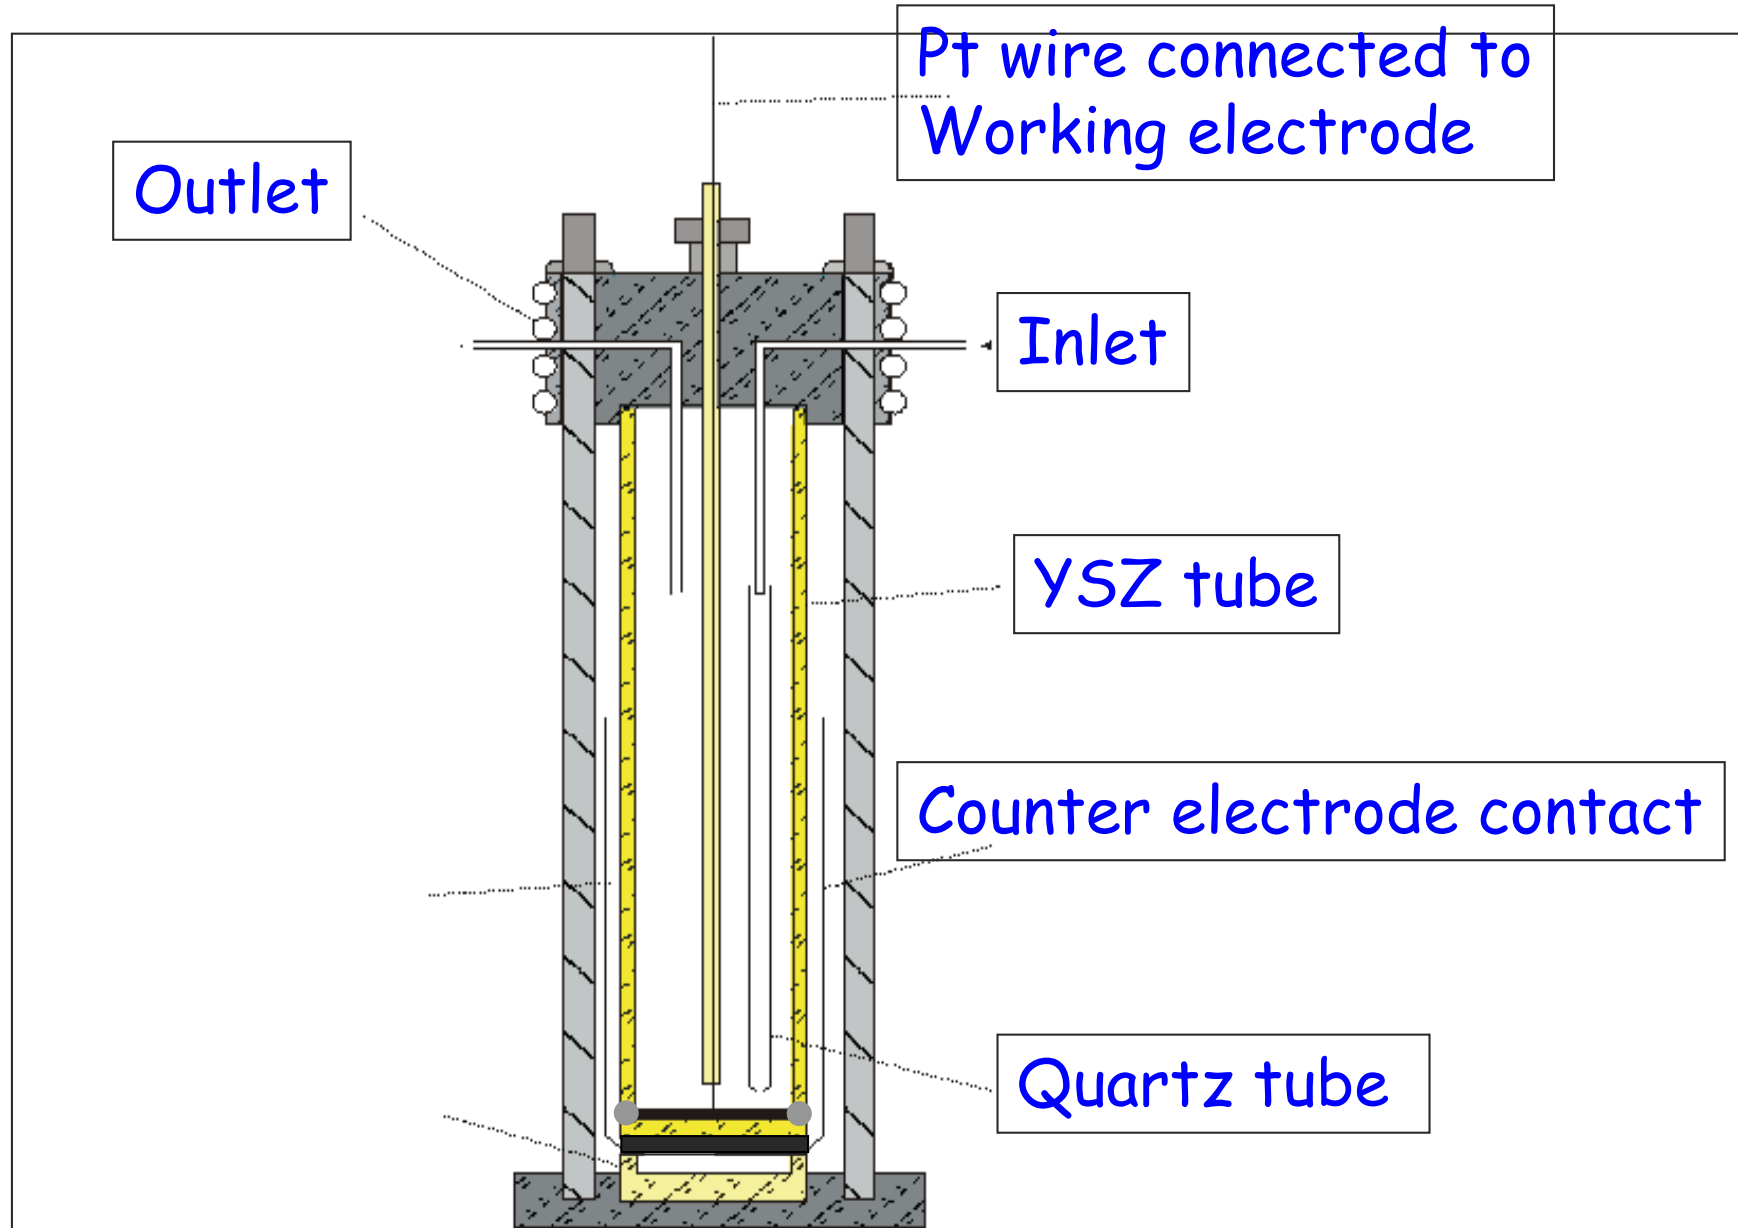 Pt wire connected to
Working electrode
Outlet
Inlet
YSZ tube
Counter electrode contact
Quartz tube